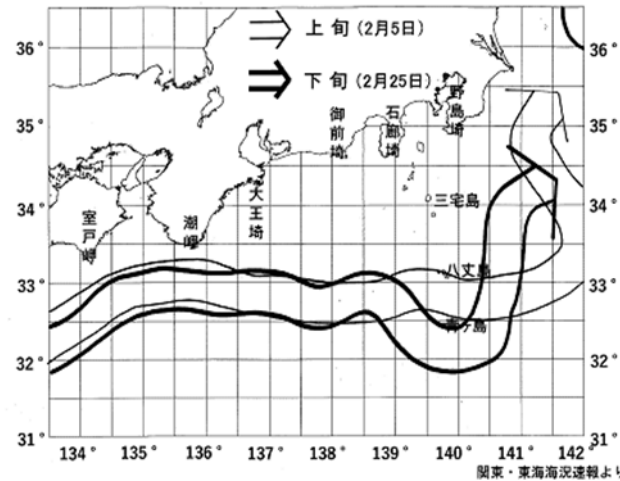 36°
35°
34°
33°
32°
31°
上 旬 (2月5日)
下 旬 (2月25日)
野島埼
石廊埼
御前埼
大王埼
潮岬
室戸岬
三宅島
八丈島
青ヶ島
36°
35°
34°
33°
32°
31°
134° 135° 136° 137° 138° 139° 140° 141° 142°
関東・東海海況速報より